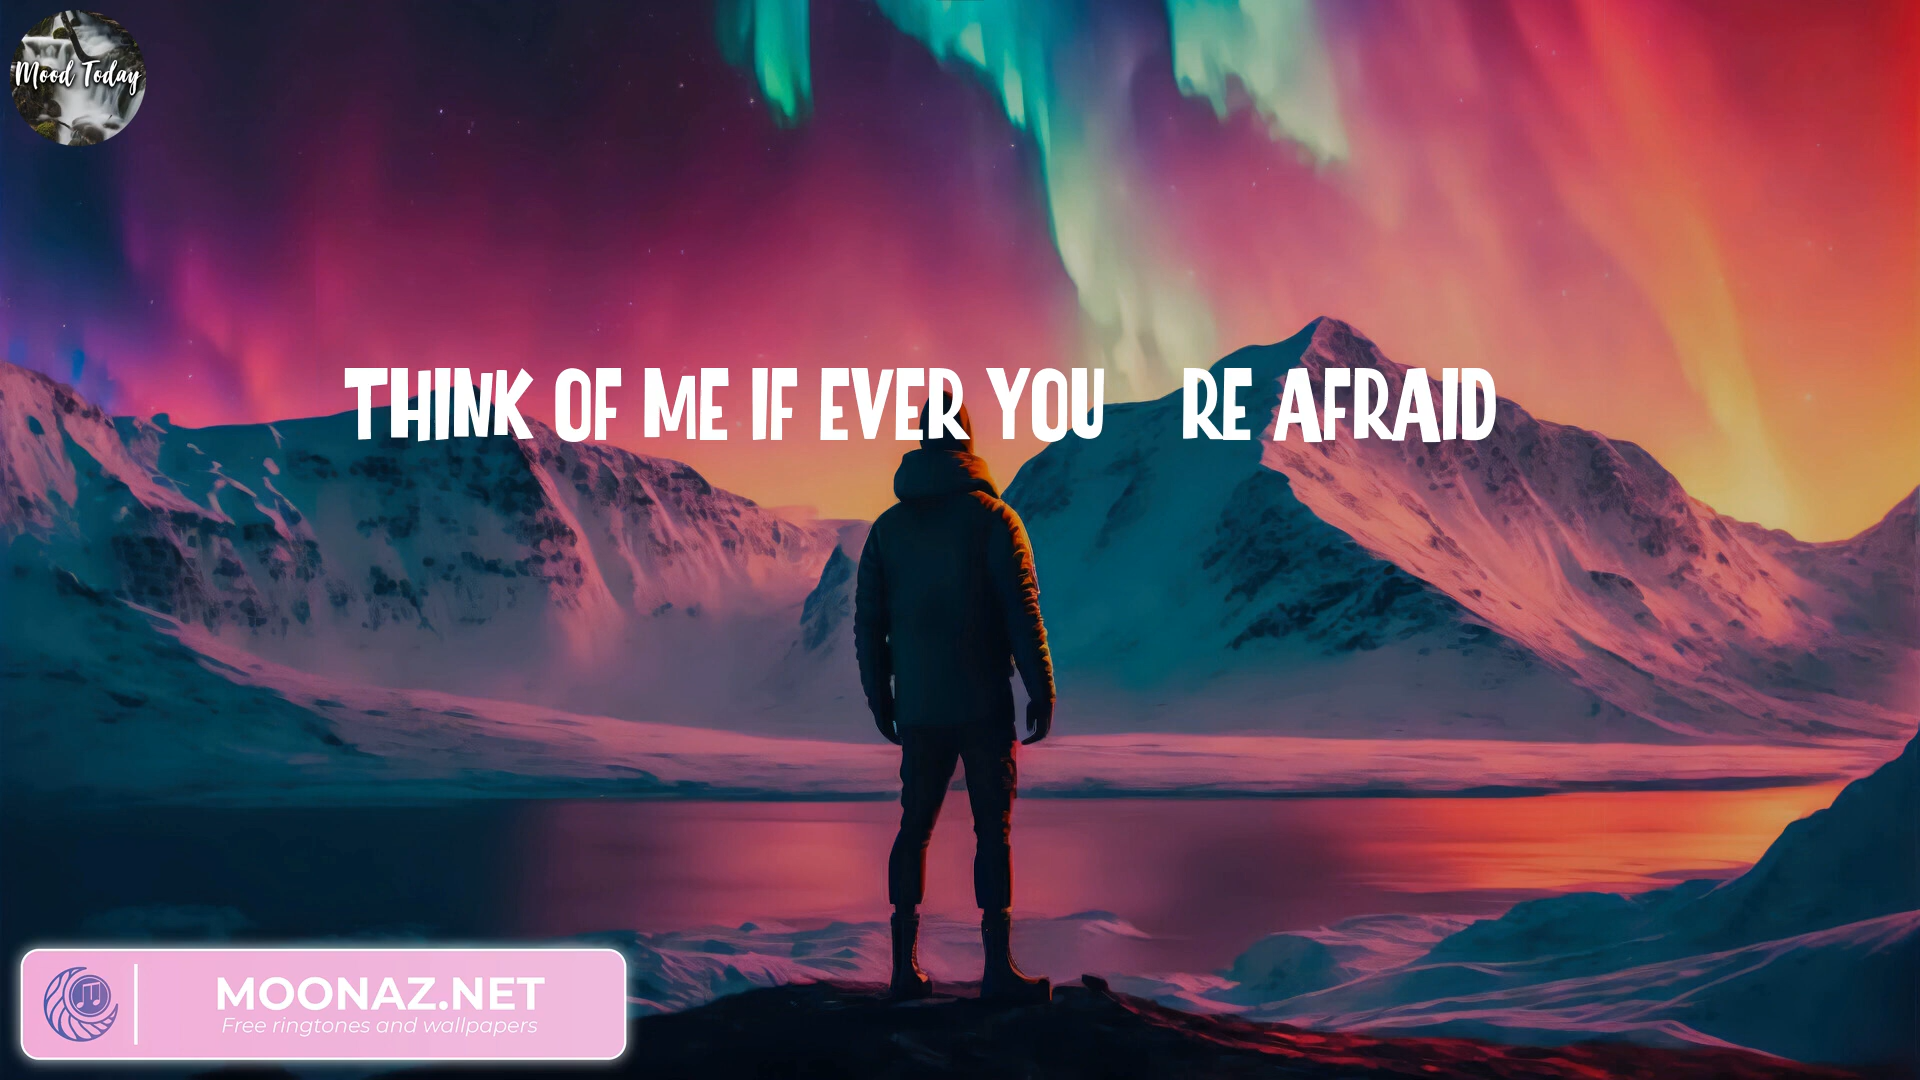 Mood Today
THINK OF ME IF EVER YOU RE AFRAID
MOONAZ.NET
Free ringtones and wallpapers